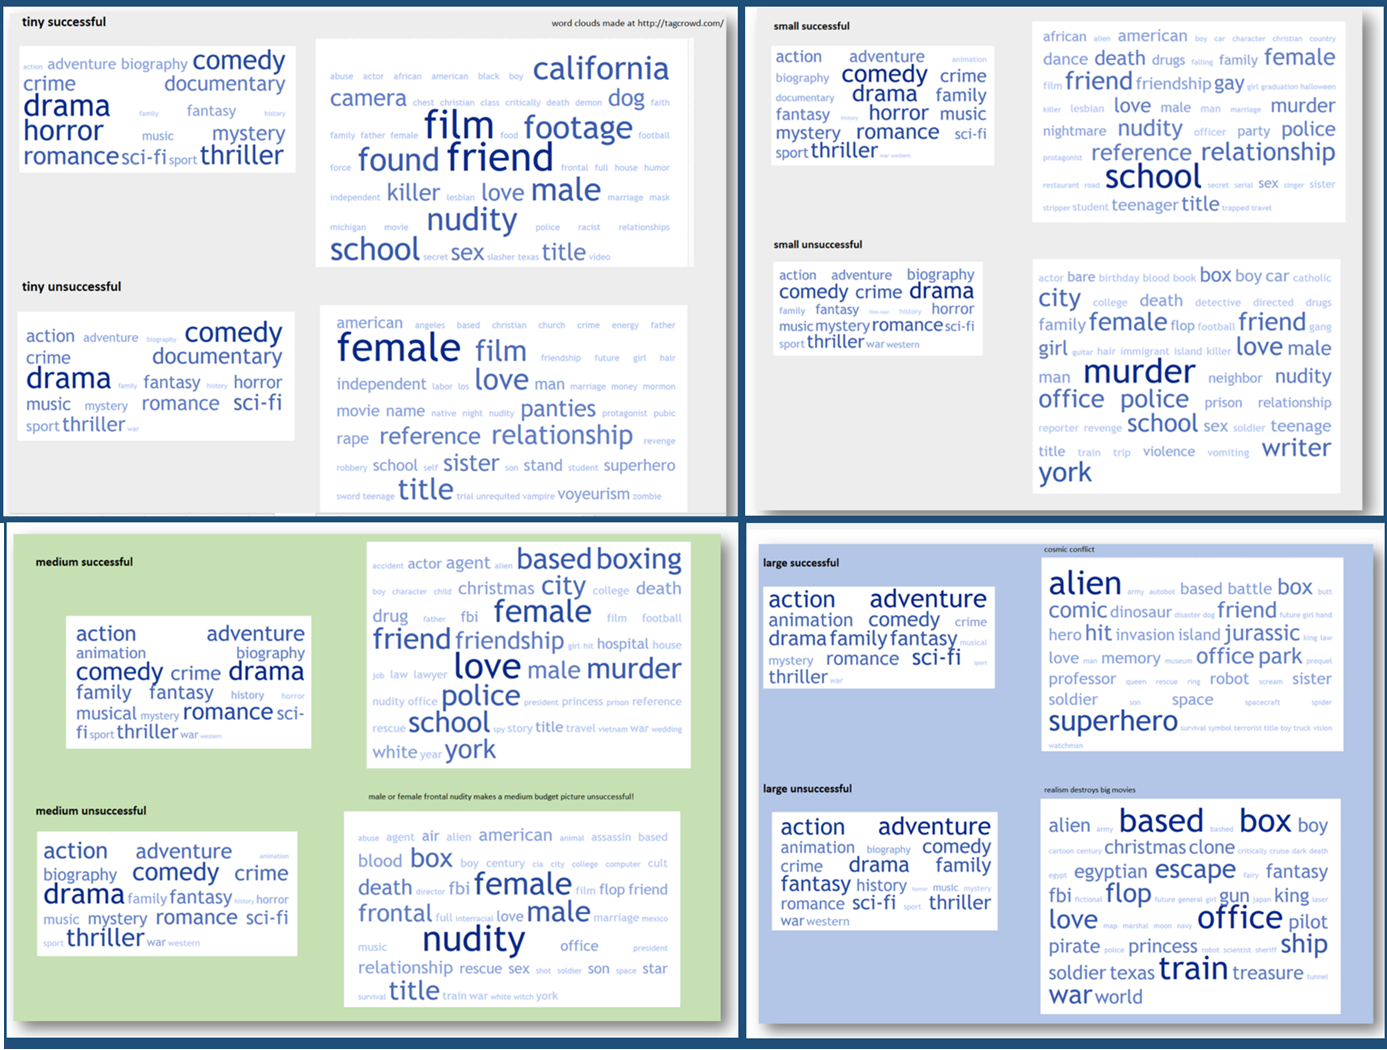 tiny successful
word clouds made at http://tagcrowd.com/
action adventure biography comedy
crime documentary
drama family fantasy history
horror music mystery
romance sci-fi sport thriller
abuse actor african american black boy california
camera chest christian class critically death demon dog faith
family father female film food footage football
force found friend frontal full house humor
independent killer lesbian love male marriage mask
michigan movie nudity police racist relationships
school secret sex slasher texas title video
tiny unsuccessful
action adventure biography comedy
crime documentary
drama family fantasy history horror
music mystery romance sci-fi
sport thriller war
american angeles based christian church crime energy father
female film friendship future girl hair
independent labor los love man marriage money mormon
movie name native night nudity panties protagonist pubic
rape reference relationship revenge
robbery school self sister son stand student superhero
sword teenage title trial unrequited vampire voyeurism zombie
small successful
action adventure animation
biography comedy crime
documentary drama family
fantasy history horror music
mystery romance sci-fi
sport thriller war western
african alien american boy car character christian country
dance death drugs falling family female
film friend friendship gay girl graduation halloween
killer lesbian love male man marriage murder
nightmare nudity officer party police
protagonist reference relationship
restaurant road school secret serial sex singer sister
stripper student teenager title trapped travel
small unsuccessful
action adventure biography
comedy crime drama
family fantasy history horror
music mystery romance sci-fi
sport thriller war western
actor bare birthday blood book box boy car catholic
city college death detective directed drugs
family female flop football friend gang
girl guitar hair immigrant island killer love male
man murder neighbor nudity
office police prison relationship
reporter revenge school sex soldier teenage
title train trip violence vomiting writer
york
medium successful
action adventure
animation biography
comedy crime drama
family fantasy history horror
musical mystery romance sci-
fi sport thriller war western
accident actor agent alien based boxing
boy character child christmas city college death
drug father fbi female film football
friend friendship girl hit hospital house
job law lawyer love male murder
nudity office police president princess prison reference
rescue school spy story title travel vietnam war wedding
white year york
medium unsuccessful
male or female frontal nudity makes a medium budget picture unsuccessful!
action adventure animation
biography comedy crime
drama family fantasy history horror
music mystery romance sci-fi
sport thriller war western
abuse agent air alien american animal assassin based
blood box boy century cia city college computer cult
death director fbi female film flop friend
frontal full interracial love male marriage mexico
music nudity office president
relationship rescue sex shot soldier son space star
survival title train war white witch york
large successful
cosmic conflict
action adventure
animation comedy crime
drama family fantasy musical
mystery romance sci-fi sport
thriller war
alien army autobot based battle box butt
comic dinosaur disaster dog friend future girl hand
hero hit invasion island jurassic king law
love man memory museum office park prequel
professor queen rescue ring robot scream sister
soldier son space spacecraft spider
superhero survival symbol terrorist title toy truck vision
watchman
large unsuccessful
realism destroys big movies
action adventure
animation biography comedy
crime drama family
fantasy history horror music mystery
romance sci-fi sport thriller
war western
alien army based bashed box boy
cartoon century christmas clone critically cruise dark death
egypt egyptian escape fairy fantasy
fbi fictional flop future general girl gun japan king laser
love map marshal moon navy office pilot
pirate police princess robot scientist sheriff ship
soldier texas train treasure tunnel
war world